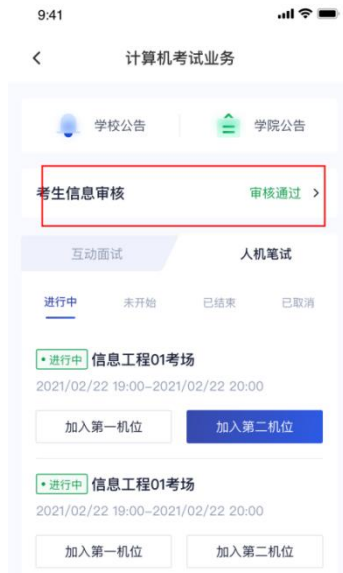 9:41
计算机考试业务
学校公告 学院公告
考生信息审核 审核通过
互动面试 人机笔试
进行中 未开始 已结束 已取消
进行中 信息工程01考场
2021/02/22 19:00-2021/02/22 20:00
加入第一机位 加入第二机位
进行中 信息工程01考场
2021/02/22 19:00-2021/02/22 20:00
加入第一机位 加入第二机位